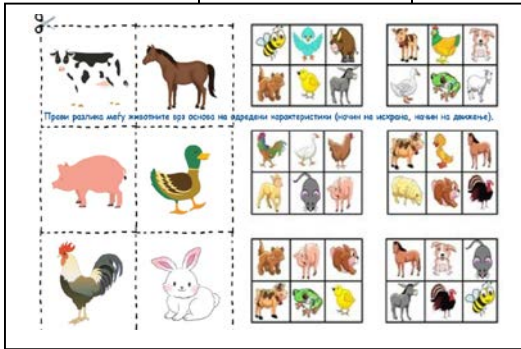 Прави разлика меѓу животните врз основа на одредени карактеристики (начин на исхрана, начин на движење).